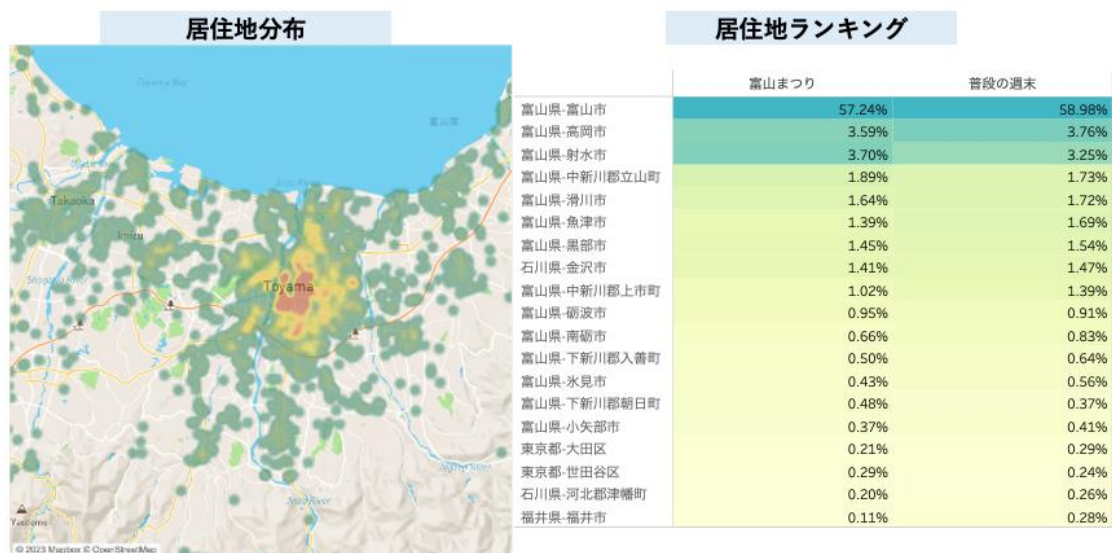 居住地分布
居住地ランキング
Toyama Bay
富山湾
Takaoka
Imizu
Toyama
Jinzu River
© 2023 Mapbox © OpenStreetMap
富山まつり 普段の週末
富山県-富山市 57.24% 58.98%
富山県-高岡市 3.59% 3.76%
富山県-射水市 3.70% 3.25%
富山県-中新川郡立山町 1.89% 1.73%
富山県-滑川市 1.64% 1.72%
富山県-魚津市 1.39% 1.69%
富山県-黒部市 1.45% 1.54%
石川県-金沢市 1.41% 1.47%
富山県-中新川郡上市町 1.02% 1.39%
富山県-砺波市 0.95% 0.91%
富山県-南砺市 0.66% 0.83%
富山県-下新川郡入善町 0.50% 0.64%
富山県-氷見市 0.43% 0.56%
富山県-下新川郡朝日町 0.48% 0.37%
富山県-小矢部市 0.37% 0.41%
東京都-大田区 0.21% 0.29%
東京都-世田谷区 0.29% 0.24%
石川県-河北郡津幡町 0.20% 0.26%
福井県-福井市 0.11% 0.28%